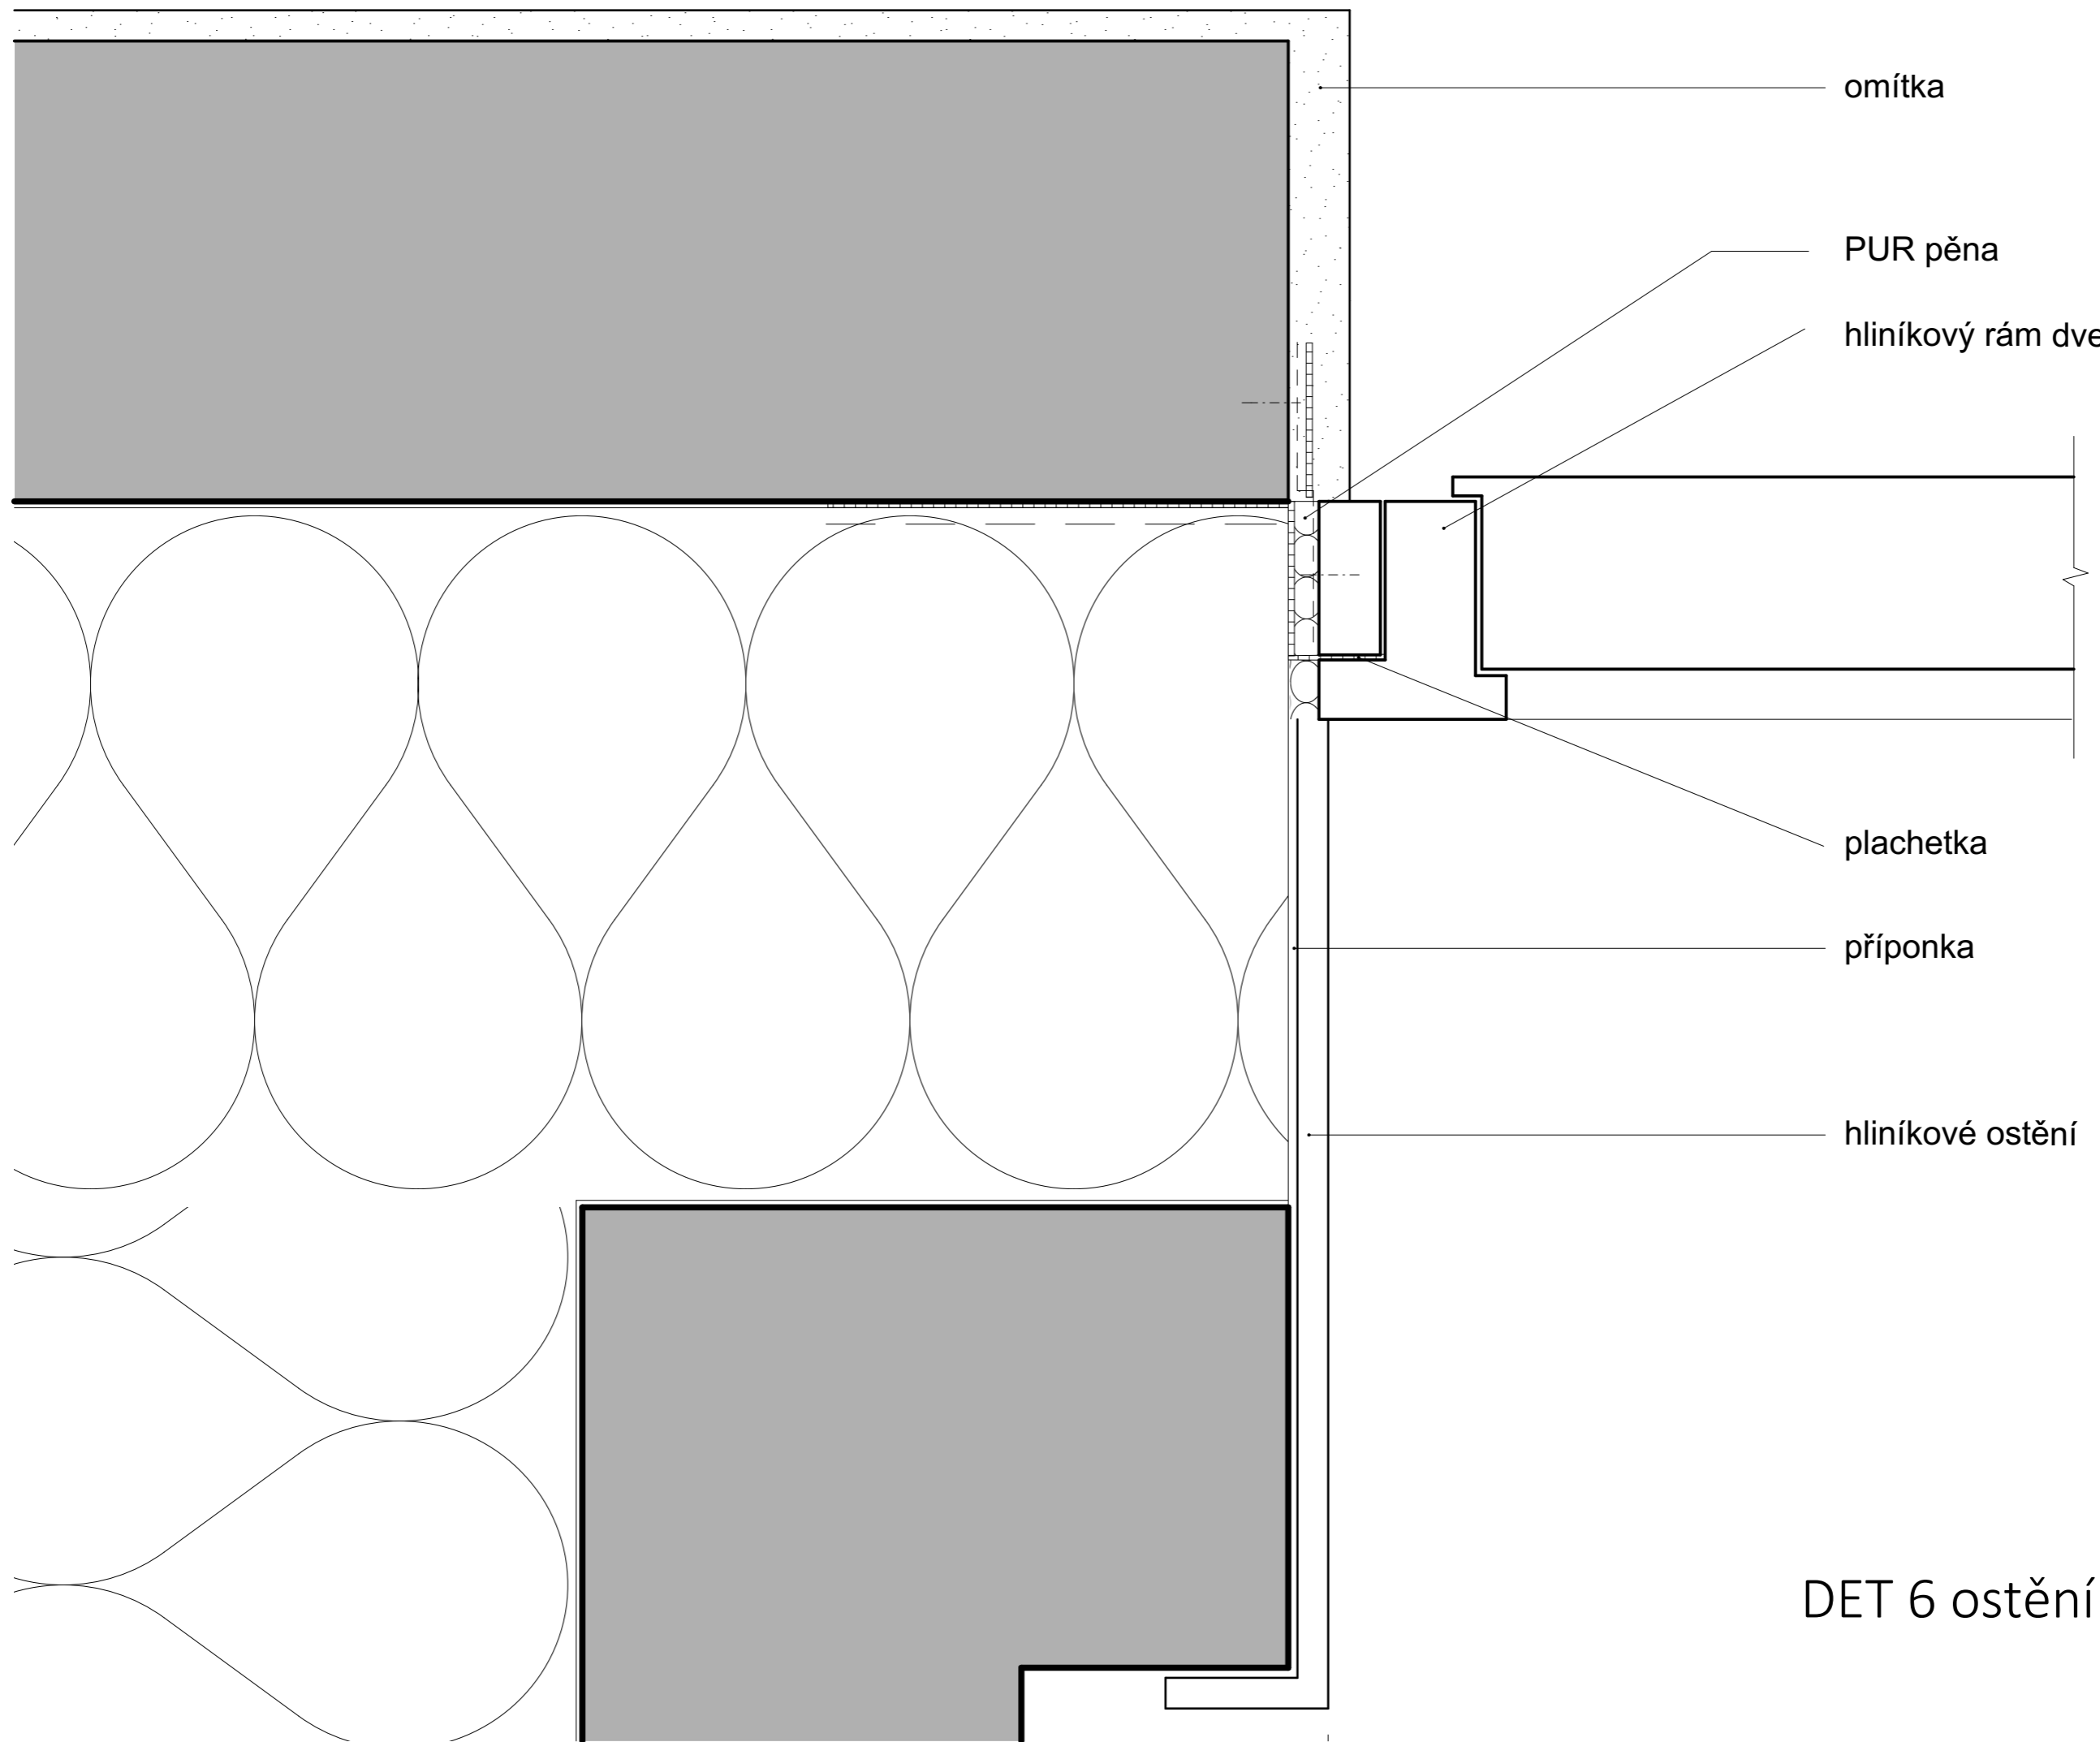 omítka
PUR pěna
hliníkový rám dve
plachetka
příponka
hliníkové ostění
DET 6 ostění